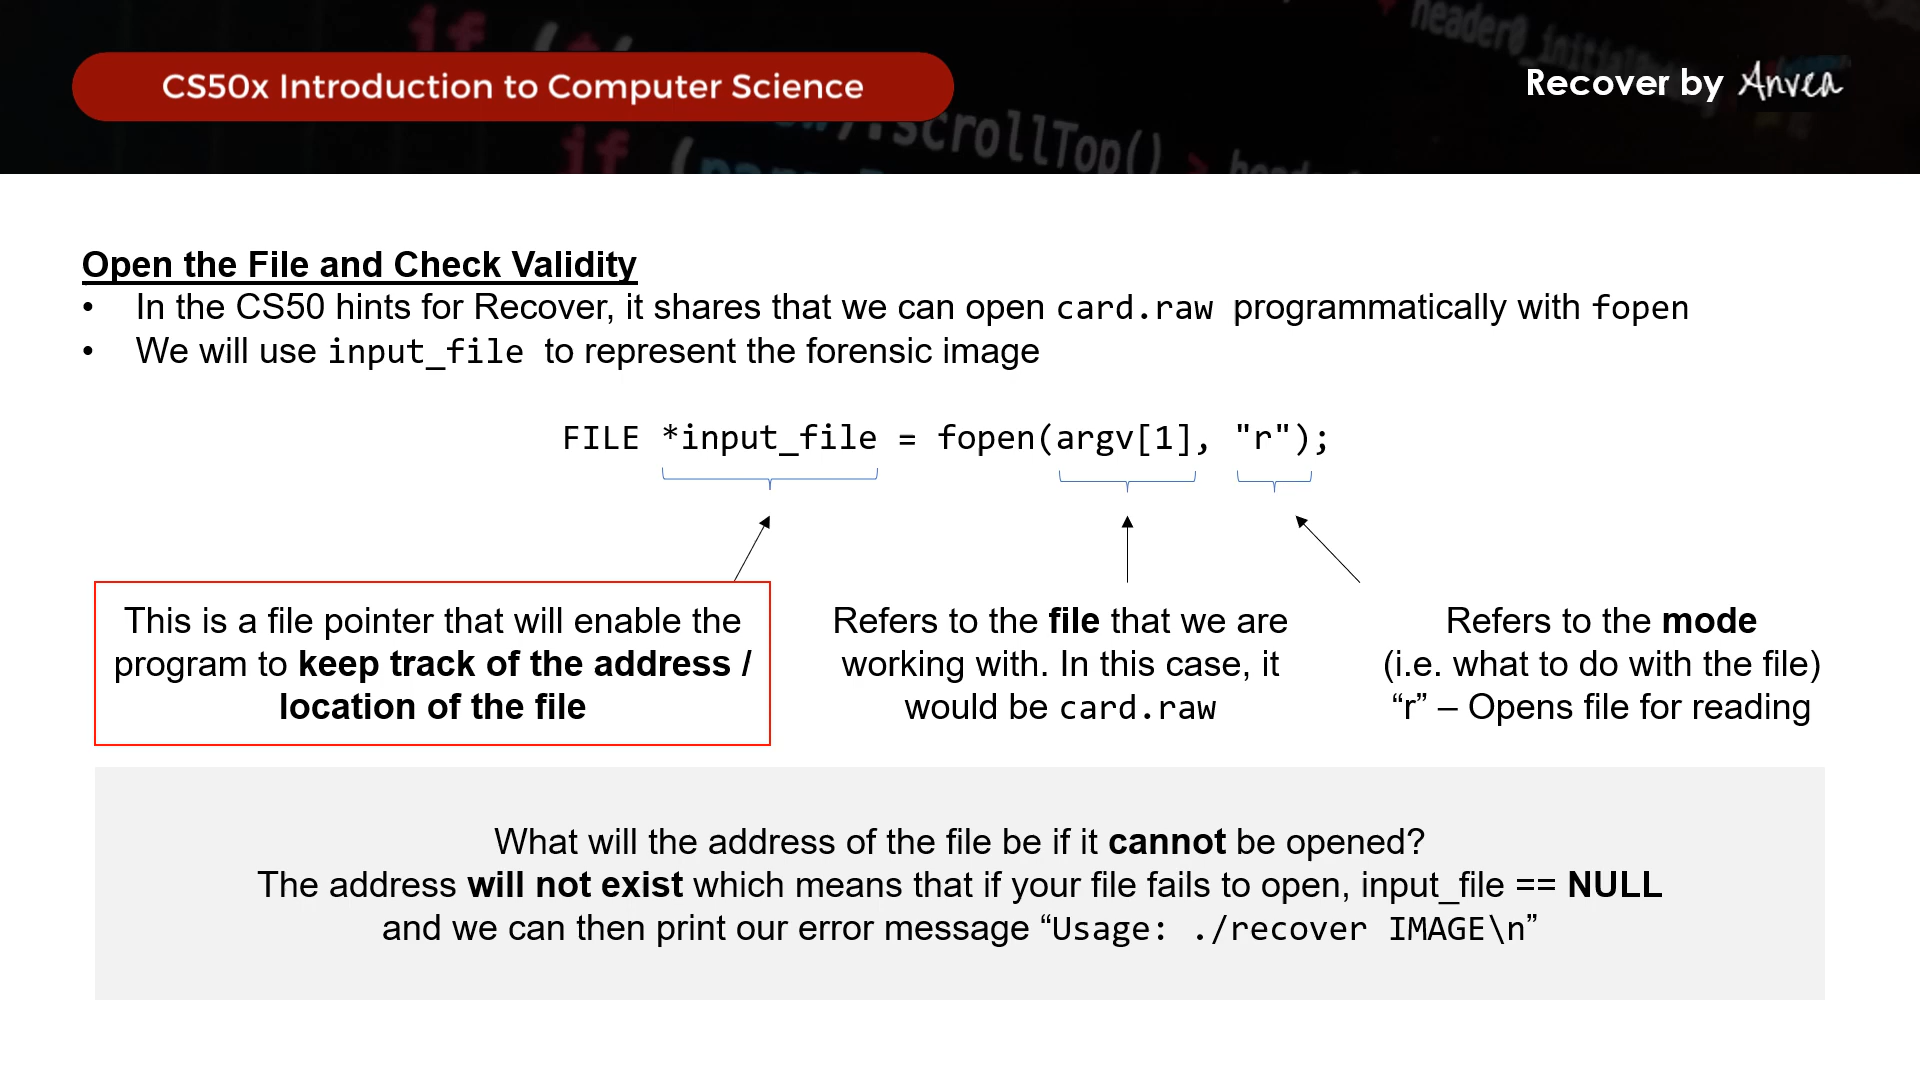 if (
header0_initial
CS50x Introduction to Computer Science
Recover by Anvea
.scrollTop() > head
if (
Open the File and Check Validity
• In the CS50 hints for Recover, it shares that we can open card.raw programmatically with fopen
• We will use input_file to represent the forensic image
FILE *input_file = fopen(argv[1], "r");
This is a file pointer that will enable the
program to keep track of the address /
location of the file
Refers to the file that we are
working with. In this case, it
would be card.raw
Refers to the mode
(i.e. what to do with the file)
“r” – Opens file for reading
What will the address of the file be if it cannot be opened?
The address will not exist which means that if your file fails to open, input_file == NULL
and we can then print our error message “Usage: ./recover IMAGE\n”